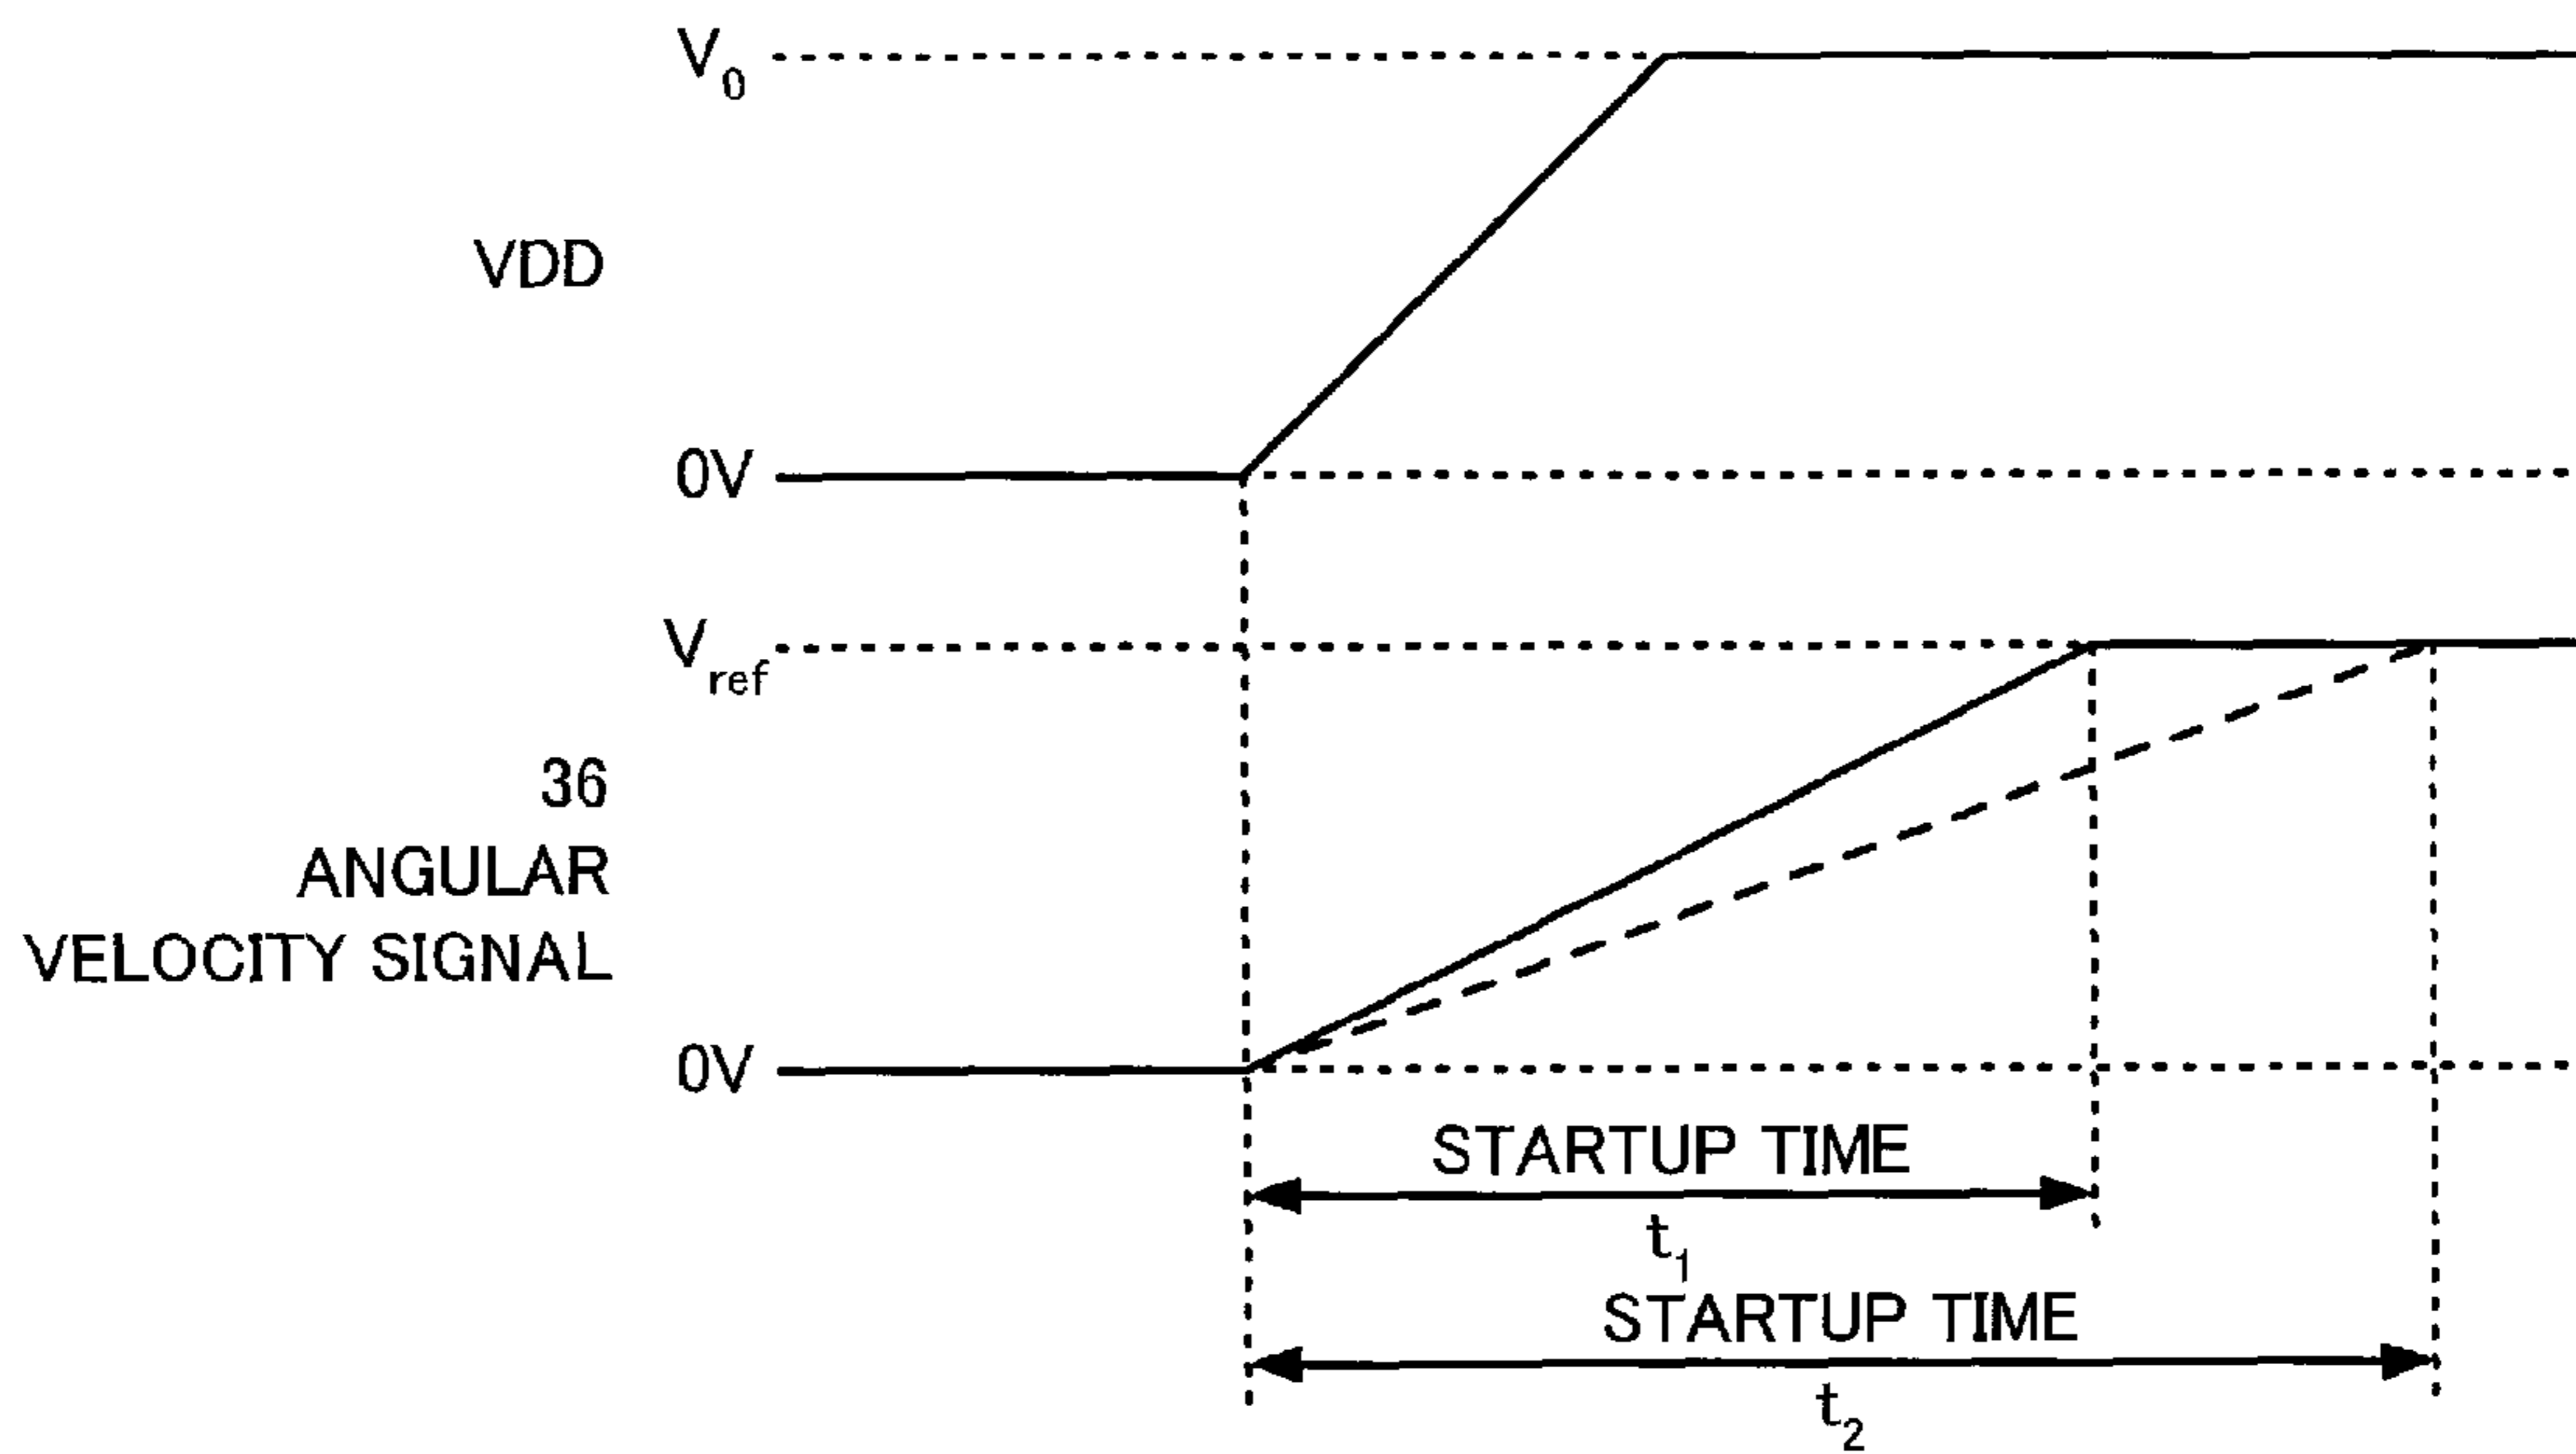 V0
VDD
0V
Vref
36
ANGULAR
VELOCITY SIGNAL
0V
STARTUP TIME
t1
STARTUP TIME
t2